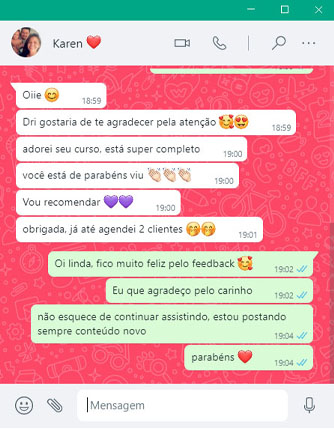 Karen ❤️
Oiie 😊
18:59
Dri gostaria de te agradecer pela atenção 🥰😍
18:59
adorei seu curso, está super completo
19:00
você está de parabéns viu 👏🏻👏🏻👏🏻
19:00
Vou recomendar 💜💜
19:00
obrigada, já até agendei 2 clientes 🤭🤭
19:01
Oi linda, fico muito feliz pelo feedback 🥰
19:02
Eu que agradeço pelo carinho
19:02
não esquece de continuar assistindo, estou postando
sempre conteúdo novo
19:04
parabéns ❤️
19:04
Mensagem